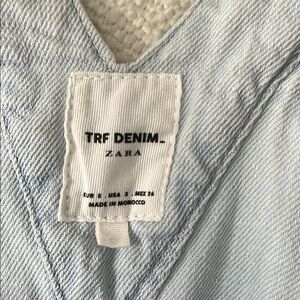 TRF DENIM_
ZARA
EUR S . USA S . MEX 26
MADE IN MOROCCO